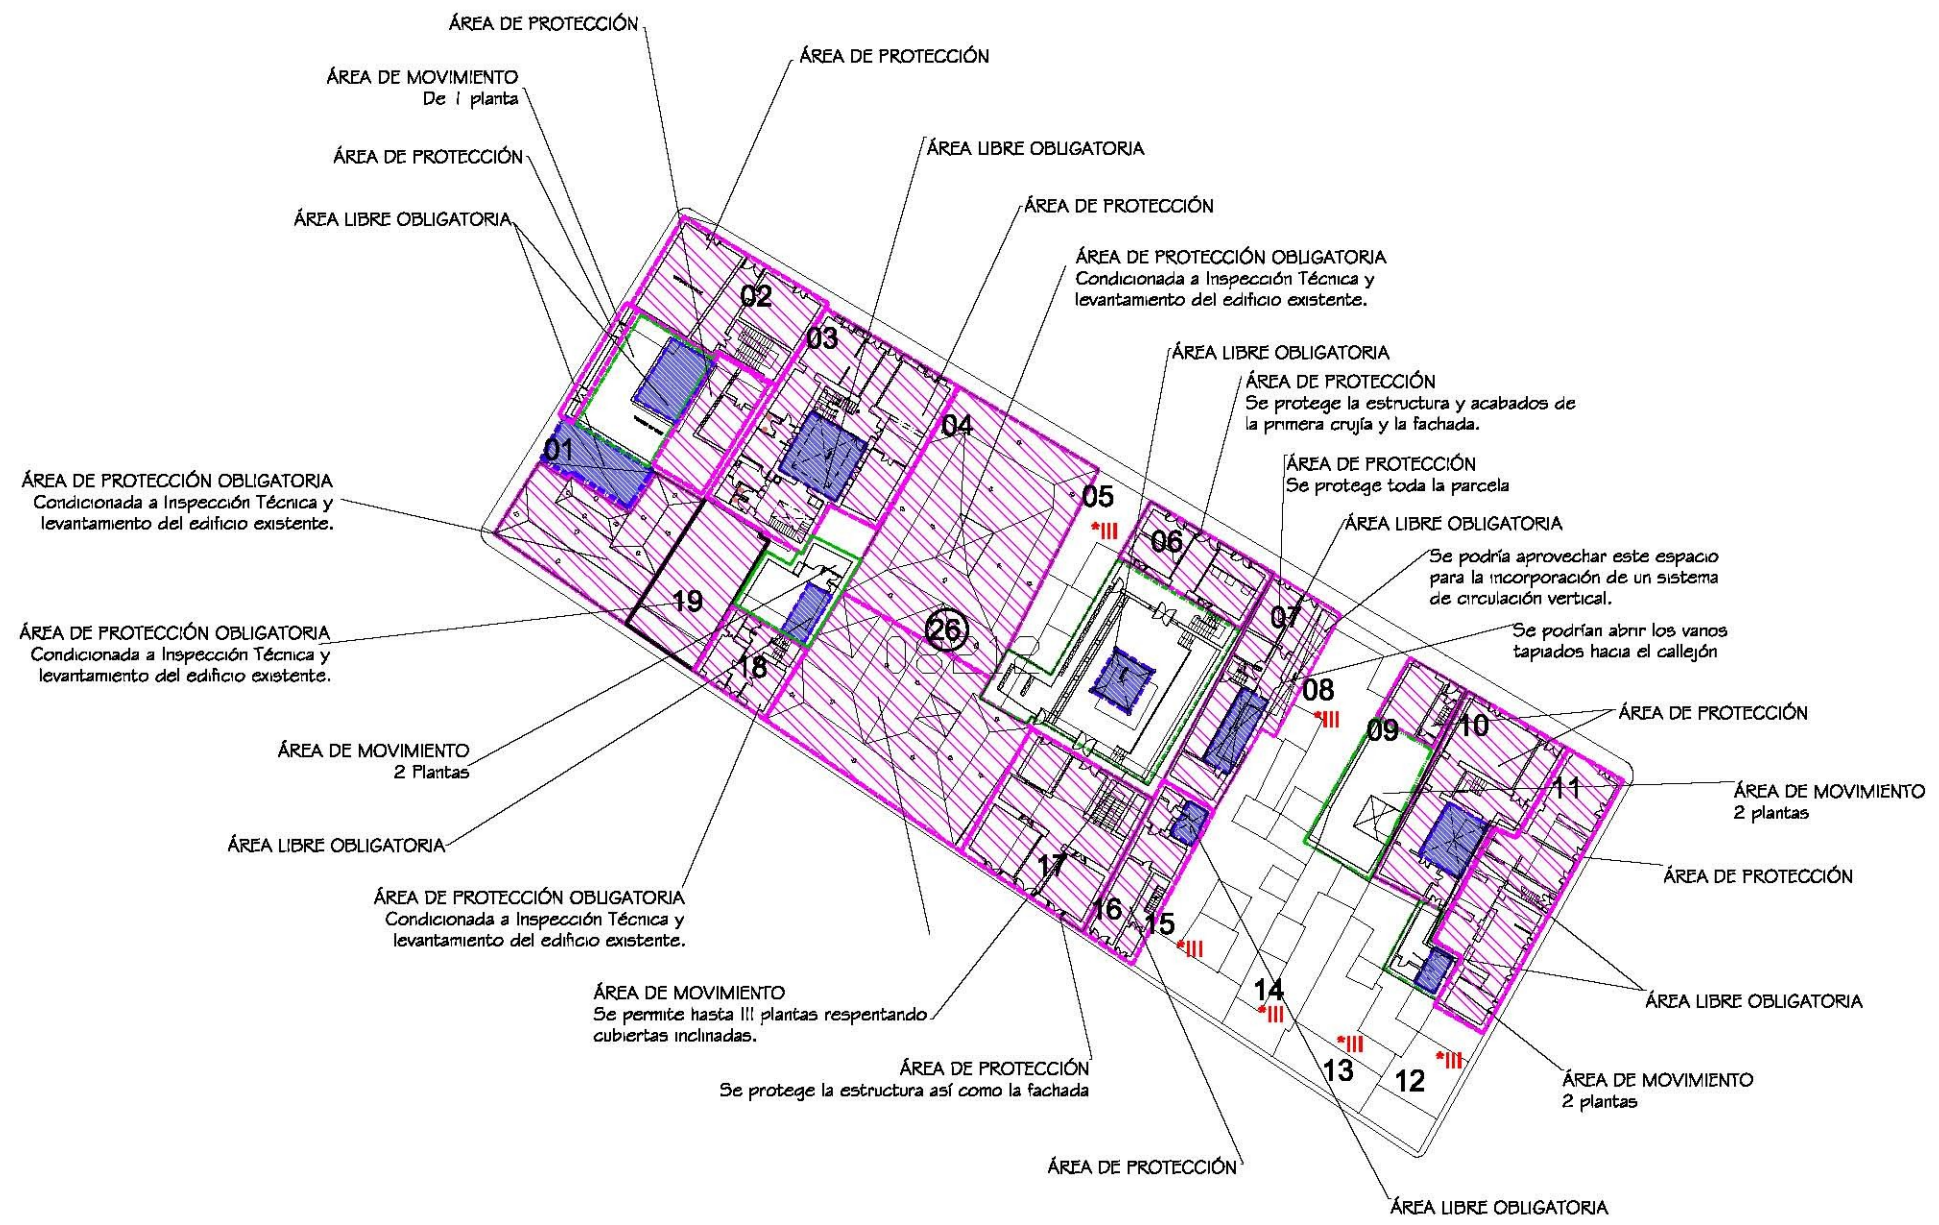 ÁREA DE PROTECCIÓN
ÁREA DE PROTECCIÓN
ÁREA DE MOVIMIENTO
De 1 planta
ÁREA DE PROTECCIÓN
ÁREA LIBRE OBLIGATORIA
ÁREA LIBRE OBLIGATORIA
ÁREA DE PROTECCIÓN
ÁREA DE PROTECCIÓN OBLIGATORIA
Condicionada a Inspección Técnica y
levantamiento del edificio existente.
ÁREA LIBRE OBLIGATORIA
ÁREA DE PROTECCIÓN
Se protege la estructura y acabados de
la primera crujía y la fachada.
ÁREA DE PROTECCIÓN
Se protege toda la parcela
ÁREA LIBRE OBLIGATORIA
Se podría aprovechar este espacio
para la incorporación de un sistema
de circulación vertical.
Se podrían abrir los vanos
tapiados hacia el callejón
02
03
04
01
05
*III
06
07
08
*III
09
10
11
19
18
26
17
16
15
*III
14
*III
13
*III
12
*III
ÁREA DE PROTECCIÓN OBLIGATORIA
Condicionada a Inspección Técnica y
levantamiento del edificio existente.
ÁREA DE PROTECCIÓN OBLIGATORIA
Condicionada a Inspección Técnica y
levantamiento del edificio existente.
ÁREA DE MOVIMIENTO
2 Plantas
ÁREA LIBRE OBLIGATORIA
ÁREA DE PROTECCIÓN OBLIGATORIA
Condicionada a Inspección Técnica y
levantamiento del edificio existente.
ÁREA DE MOVIMIENTO
Se permite hasta III plantas respentando
cubiertas inclinadas.
ÁREA DE PROTECCIÓN
Se protege la estructura así como la fachada
ÁREA DE PROTECCIÓN
ÁREA LIBRE OBLIGATORIA
ÁREA DE PROTECCIÓN
ÁREA DE MOVIMIENTO
2 plantas
ÁREA DE PROTECCIÓN
ÁREA LIBRE OBLIGATORIA
ÁREA DE MOVIMIENTO
2 plantas